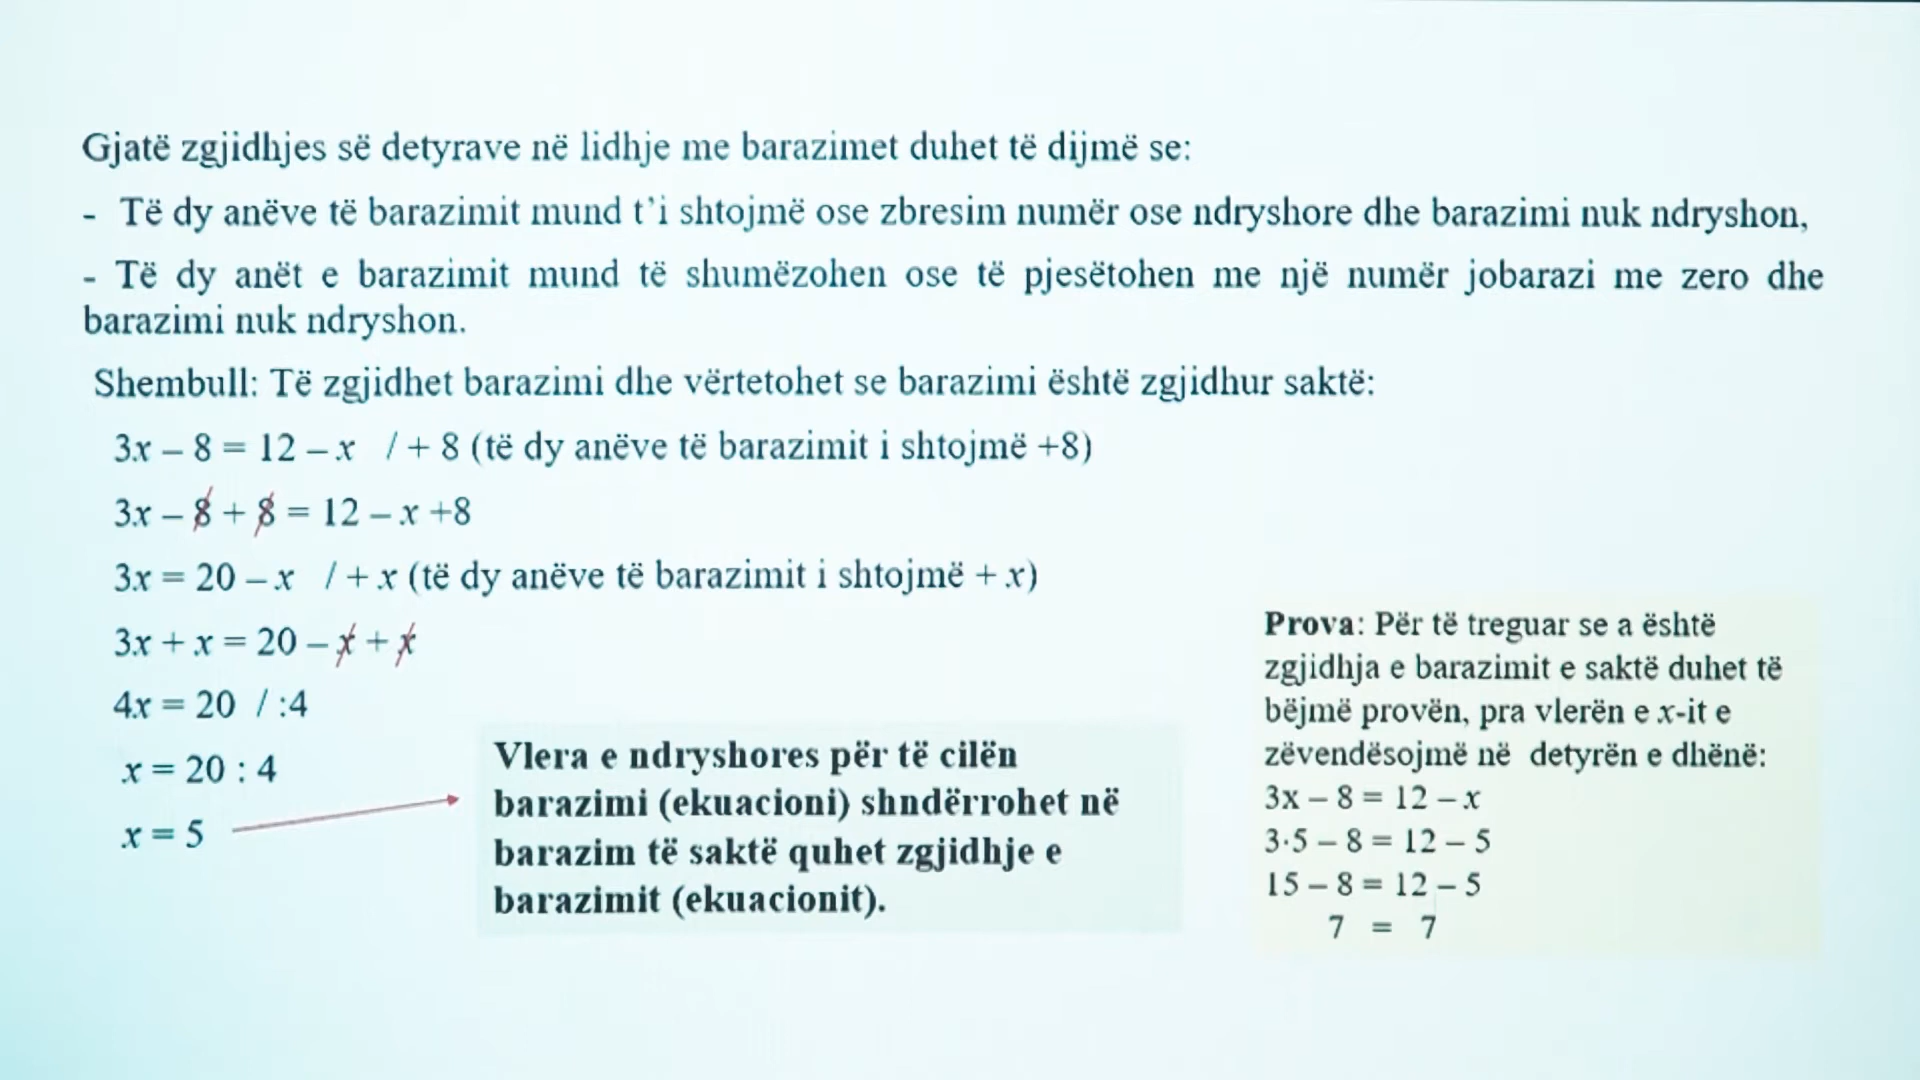 Gjatë zgjidhjes së detyrave në lidhje me barazimet duhet të dijmë se:
- Të dy anëve të barazimit mund t’i shtojmë ose zbresim numër ose ndryshore dhe barazimi nuk ndryshon,
- Të dy anët e barazimit mund të shumëzohen ose të pjesëtohen me një numër jobarazi me zero dhe
barazimi nuk ndryshon.
Shembull: Të zgjidhet barazimi dhe vërtetohet se barazimi është zgjidhur saktë:
3x – 8 = 12 – x / + 8 (të dy anëve të barazimit i shtojmë +8)
3x – 8 + 8 = 12 – x +8
3x = 20 – x / + x (të dy anëve të barazimit i shtojmë + x)
3x + x = 20 – x + x
4x = 20 / :4
x = 20 : 4
x = 5
Vlera e ndryshores për të cilën
barazimi (ekuacioni) shndërrohet në
barazim të saktë quhet zgjidhje e
barazimit (ekuacionit).
Prova: Për të treguar se a është
zgjidhja e barazimit e saktë duhet të
bëjmë provën, pra vlerën e x-it e
zëvendësojmë në detyrën e dhënë:
3x – 8 = 12 – x
3·5 – 8 = 12 – 5
15 – 8 = 12 – 5
7 = 7